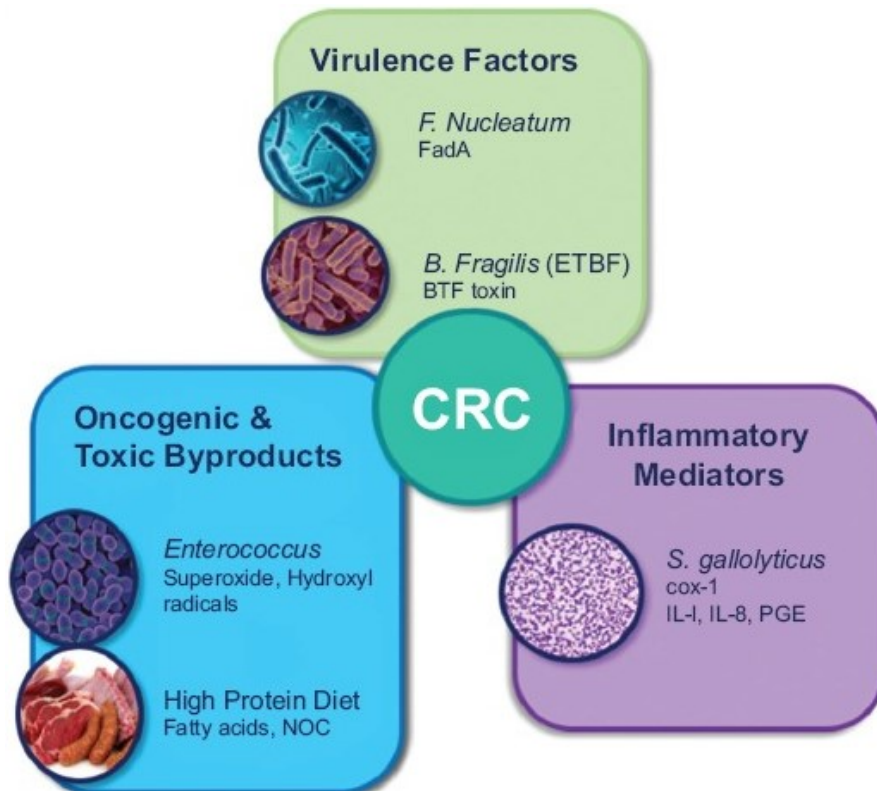 Virulence Factors
F. Nucleatum
FadA
B. Fragilis (ETBF)
BTF toxin
CRC
Oncogenic &
Toxic Byproducts
Enterococcus
Superoxide, Hydroxyl
radicals
High Protein Diet
Fatty acids, NOC
Inflammatory
Mediators
S. gallolyticus
cox-1
IL-I, IL-8, PGE